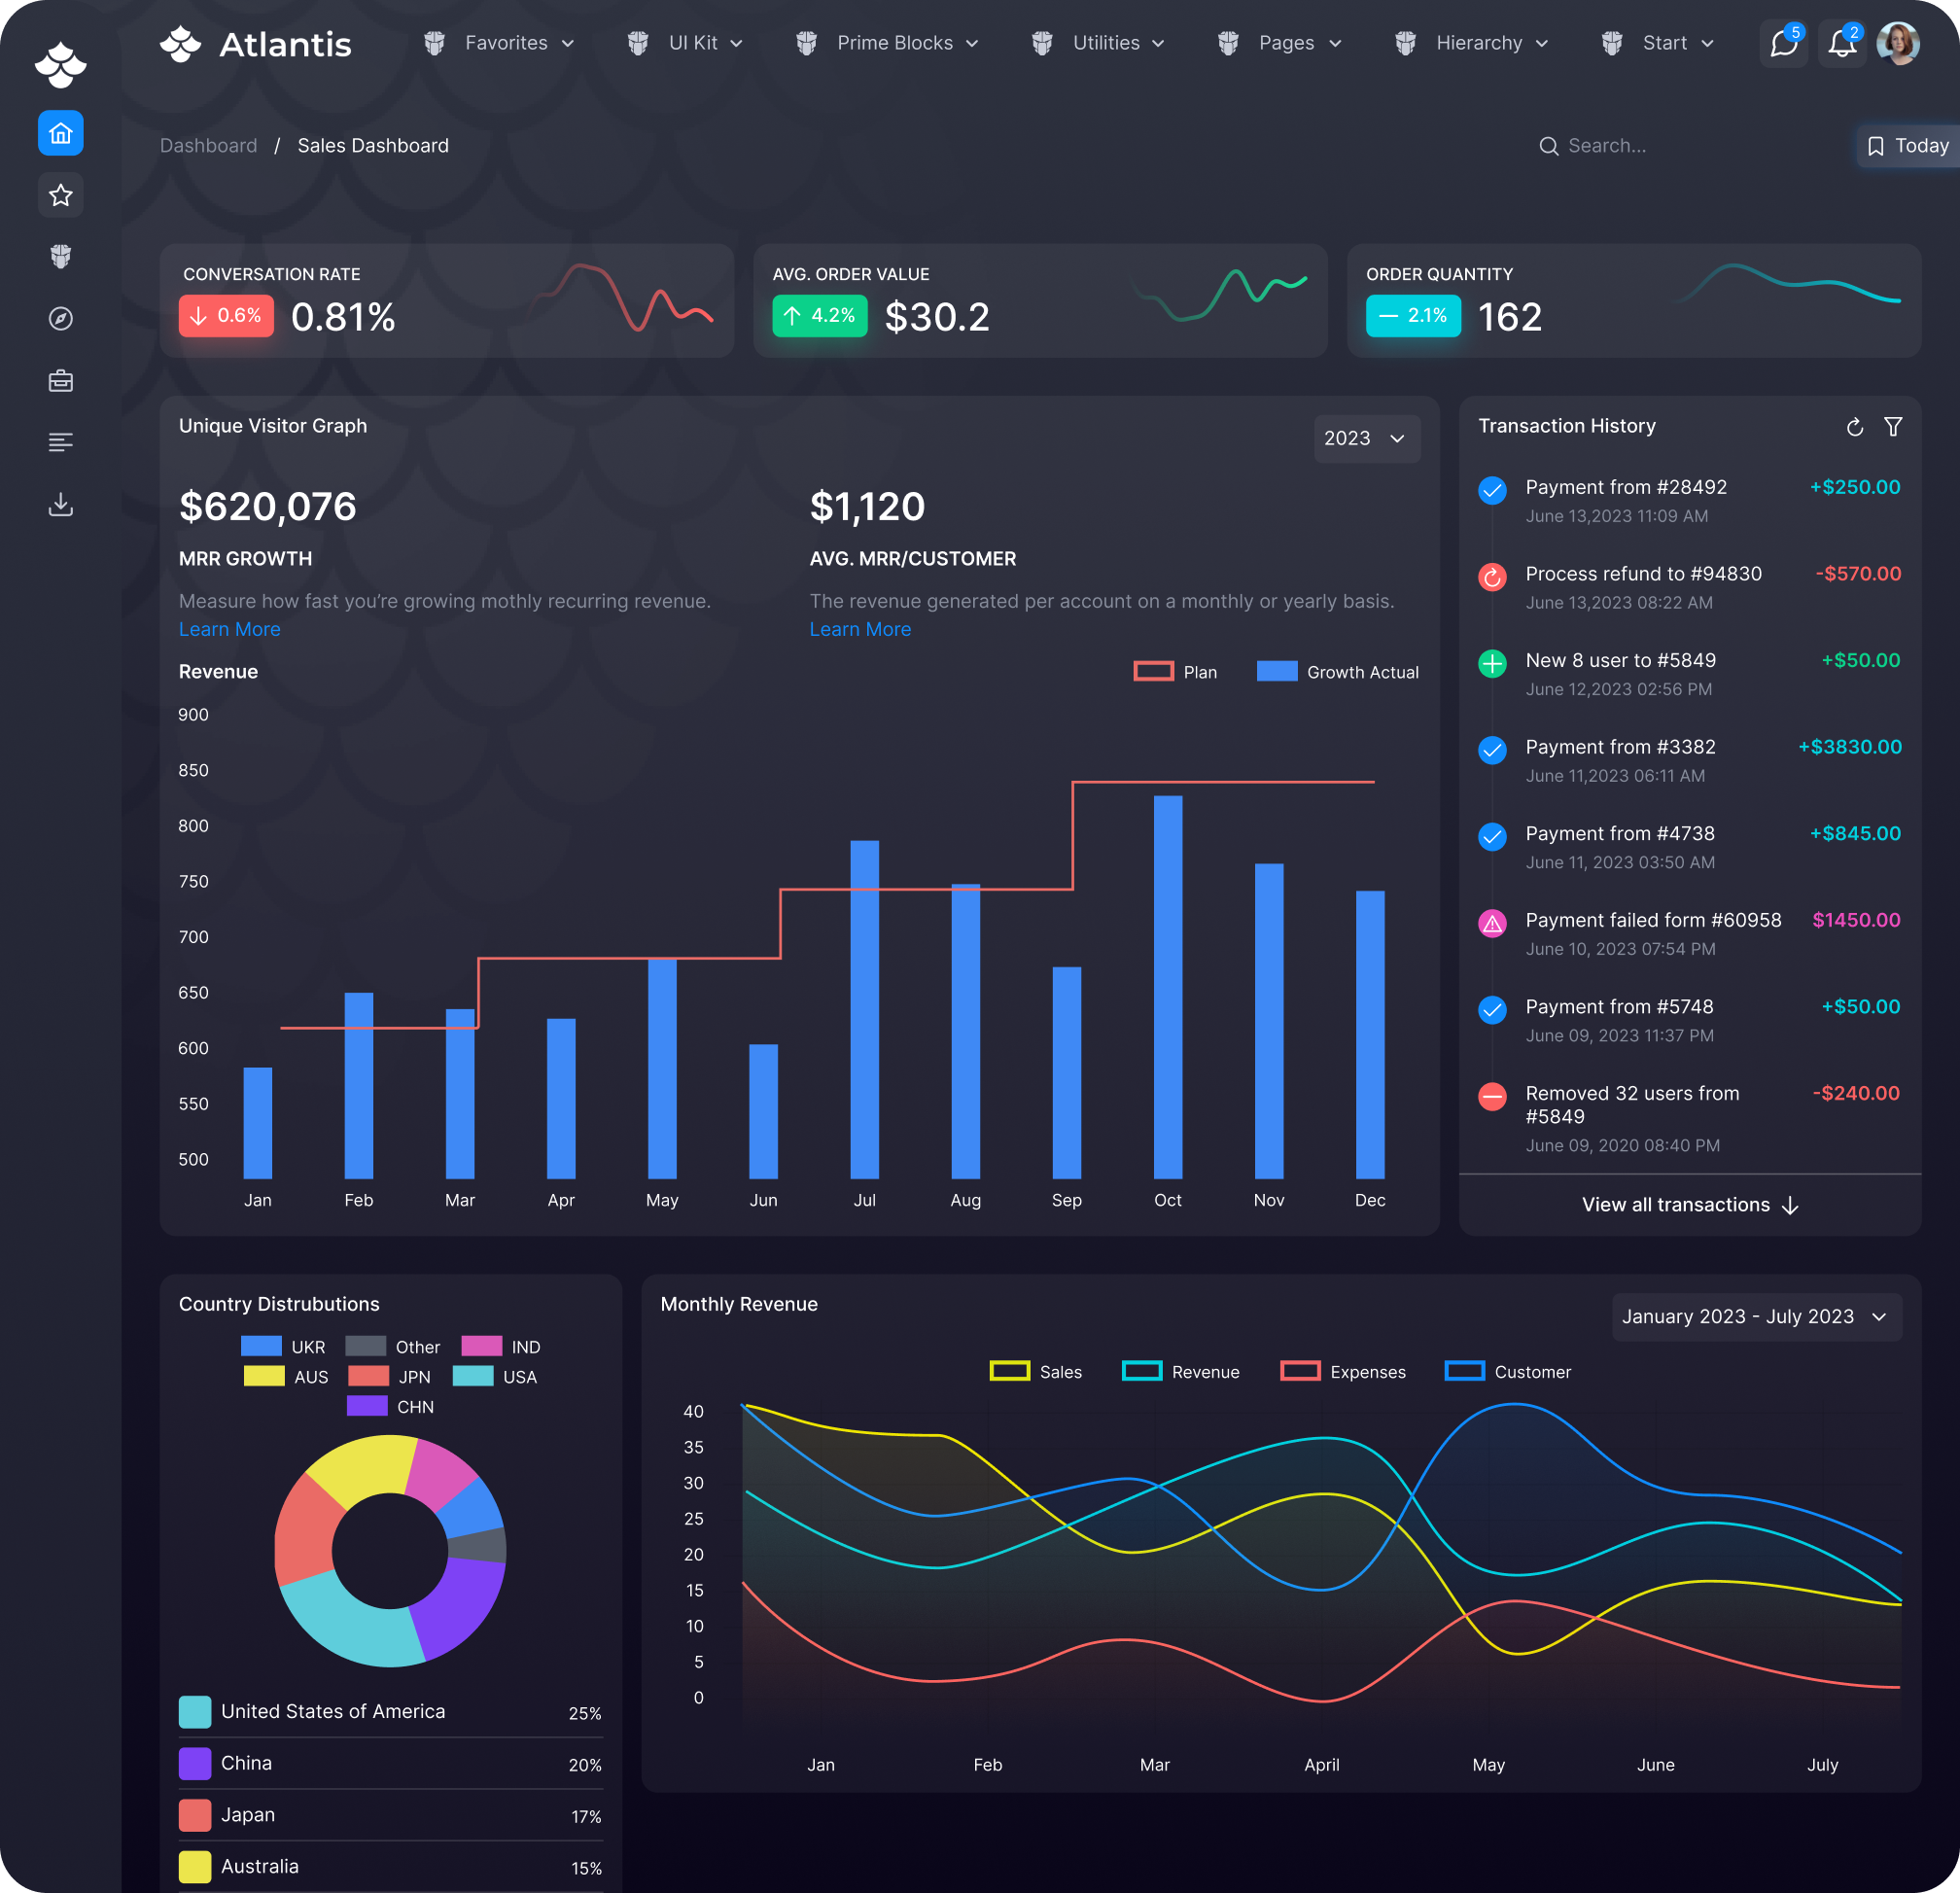 Atlantis
Favorites
UI Kit
Prime Blocks
Utilities
Pages
Hierarchy
Start
5
2
Dashboard / Sales Dashboard
Search...
Today
CONVERSATION RATE
0.6% 0.81%
AVG. ORDER VALUE
4.2% $30.2
ORDER QUANTITY
2.1% 162
Unique Visitor Graph
2023
$620,076
MRR GROWTH
Measure how fast you’re growing mothly recurring revenue.
Learn More
$1,120
AVG. MRR/CUSTOMER
The revenue generated per account on a monthly or yearly basis.
Learn More
Revenue
Plan
Growth Actual
900
850
800
750
700
650
600
550
500
Jan Feb Mar Apr May Jun Jul Aug Sep Oct Nov Dec
Transaction History
Payment from #28492 +$250.00
June 13,2023 11:09 AM
Process refund to #94830 -$570.00
June 13,2023 08:22 AM
New 8 user to #5849 +$50.00
June 12,2023 02:56 PM
Payment from #3382 +$3830.00
June 11,2023 06:11 AM
Payment from #4738 +$845.00
June 11, 2023 03:50 AM
Payment failed form #60958 $1450.00
June 10, 2023 07:54 PM
Payment from #5748 +$50.00
June 09, 2023 11:37 PM
Removed 32 users from -$240.00
#5849
June 09, 2020 08:40 PM
View all transactions
Country Distrubutions
UKR Other IND
AUS JPN USA
CHN
United States of America 25%
China 20%
Japan 17%
Australia 15%
Monthly Revenue
January 2023 - July 2023
Sales Revenue Expenses Customer
40
35
30
25
20
15
10
5
0
Jan Feb Mar April May June July